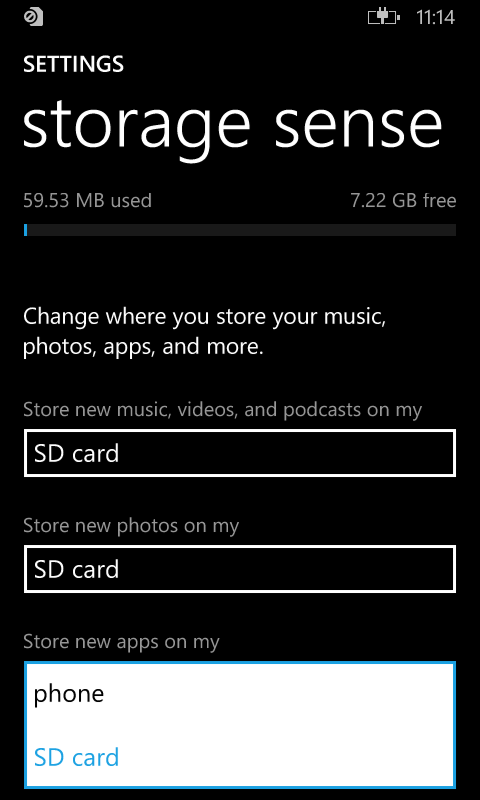 11:14
SETTINGS
storage sense
59.53 MB used 7.22 GB free
Change where you store your music,
photos, apps, and more.
Store new music, videos, and podcasts on my
SD card
Store new photos on my
SD card
Store new apps on my
phone
SD card